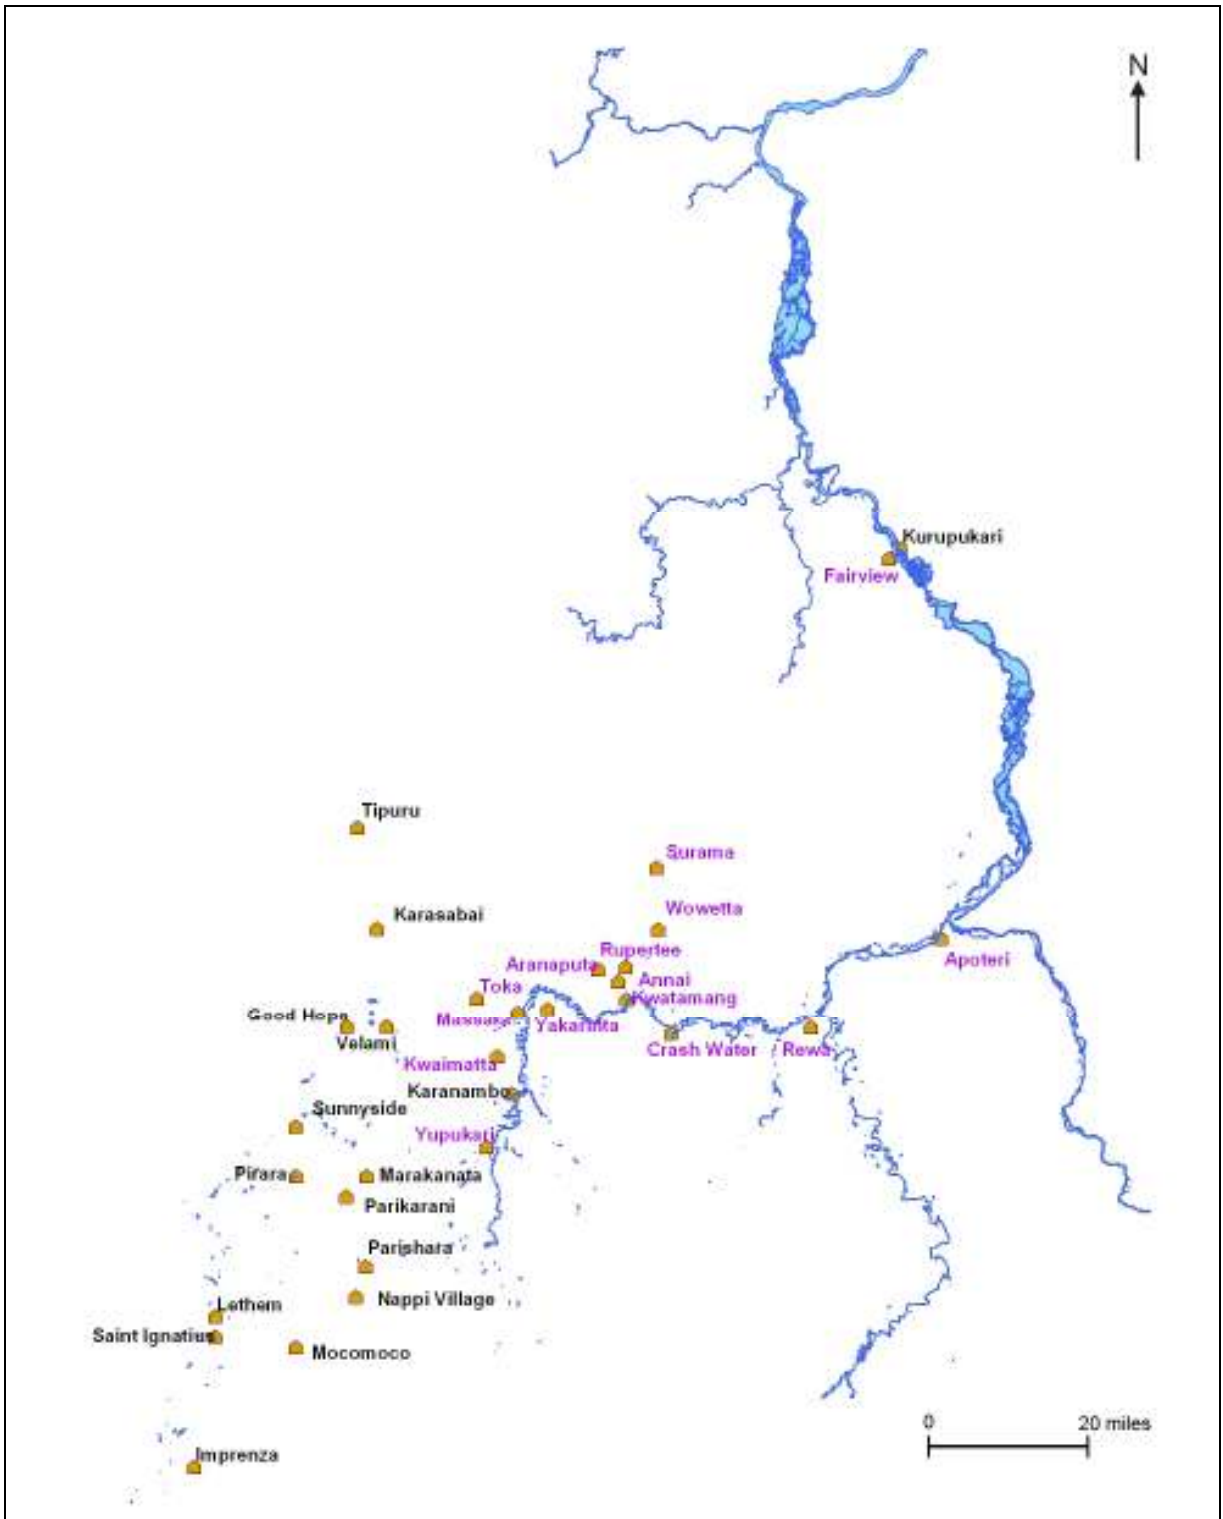 N
Kurupukari
Fairview
Tipuru
Surama
Karasabai
Wowetta
Rupertee
Aranaputa
Annai
Apoteri
Toka
Kwatamang
Good Hope
Yakarinta
Velami
Crash Water
Rewa
Kwaimatta
Karanambo
Sunnyside
Yupukari
Pirara
Marakanata
Parikarani
Parishara
Nappi Village
Lethem
Saint Ignatius
Mocomoco
0 20 miles
Imprenza